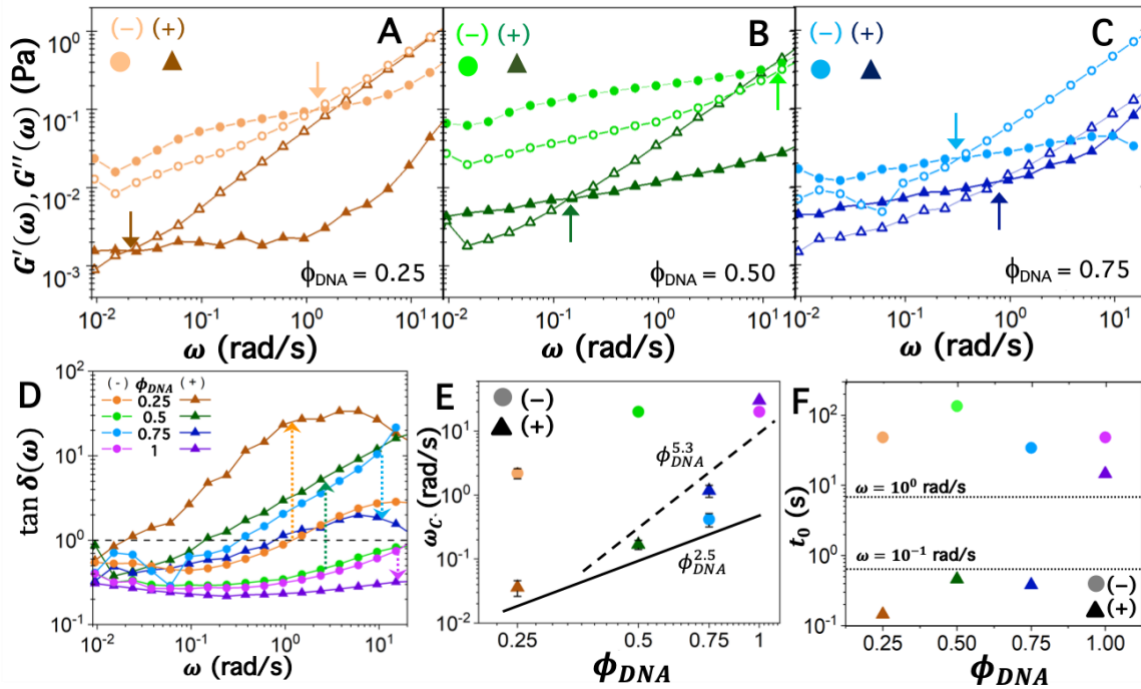 (−) (+) A
(−) (+) B
(−) (+) C
G′(ω), G″(ω) (Pa)
10⁰
10⁻¹
10⁻²
10⁻³
ϕDNA = 0.25
ϕDNA = 0.50
ϕDNA = 0.75
10⁻² 10⁻¹ 10⁰ 10¹
10⁻² 10⁻¹ 10⁰ 10¹
10⁻² 10⁻¹ 10⁰ 10¹
ω (rad/s)
ω (rad/s)
ω (rad/s)
D
tan δ(ω)
10²
10¹
10⁰
10⁻¹
(−) ϕDNA (+)
0.25
0.5
0.75
1
10⁻² 10⁻¹ 10⁰ 10¹
ω (rad/s)
E
ωC (rad/s)
10¹
10⁰
10⁻¹
10⁻²
(−)
(+)
ϕ5.3DNA
ϕ2.5DNA
0.25 0.5 0.75 1
ϕDNA
F
t0 (s)
10²
10¹
10⁰
10⁻¹
ω = 10⁰ rad/s
ω = 10⁻¹ rad/s
(−)
(+)
0.25 0.50 0.75 1.00
ϕDNA